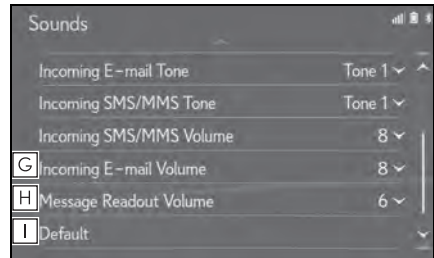 Sounds
Incoming E-mail Tone Tone 1
Incoming SMS/MMS Tone Tone 1
Incoming SMS/MMS Volume 8
G Incoming E-mail Volume 8
H Message Readout Volume 6
I Default